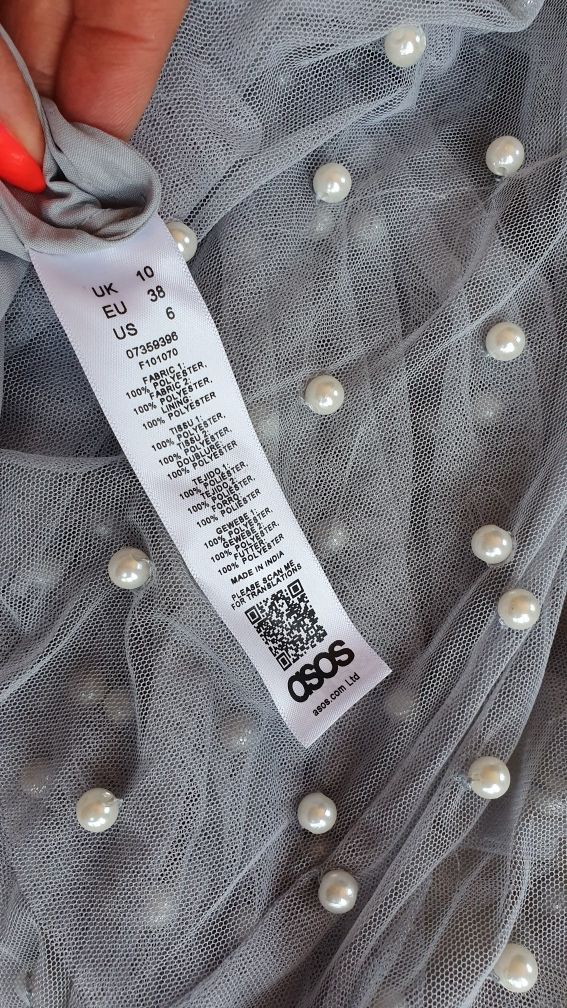 UK 10
EU 38
US 6
07359396
F101070
FABRIC 1:
100% POLYESTER,
FABRIC 2:
100% POLYESTER,
LINING:
100% POLYESTER
TISSU 1:
100% POLYESTER,
TISSU 2:
100% POLYESTER,
DOUBLURE:
100% POLYESTER
TEJIDO 1:
100% POLIÉSTER,
TEJIDO 2:
100% POLIÉSTER,
FORRO:
100% POLIÉSTER
GEWEBE 1:
100% POLYESTER,
GEWEBE 2:
100% POLYESTER,
FUTTER:
100% POLYESTER
MADE IN INDIA
PLEASE SCAN ME
FOR TRANSLATIONS
asos
asos.com Ltd